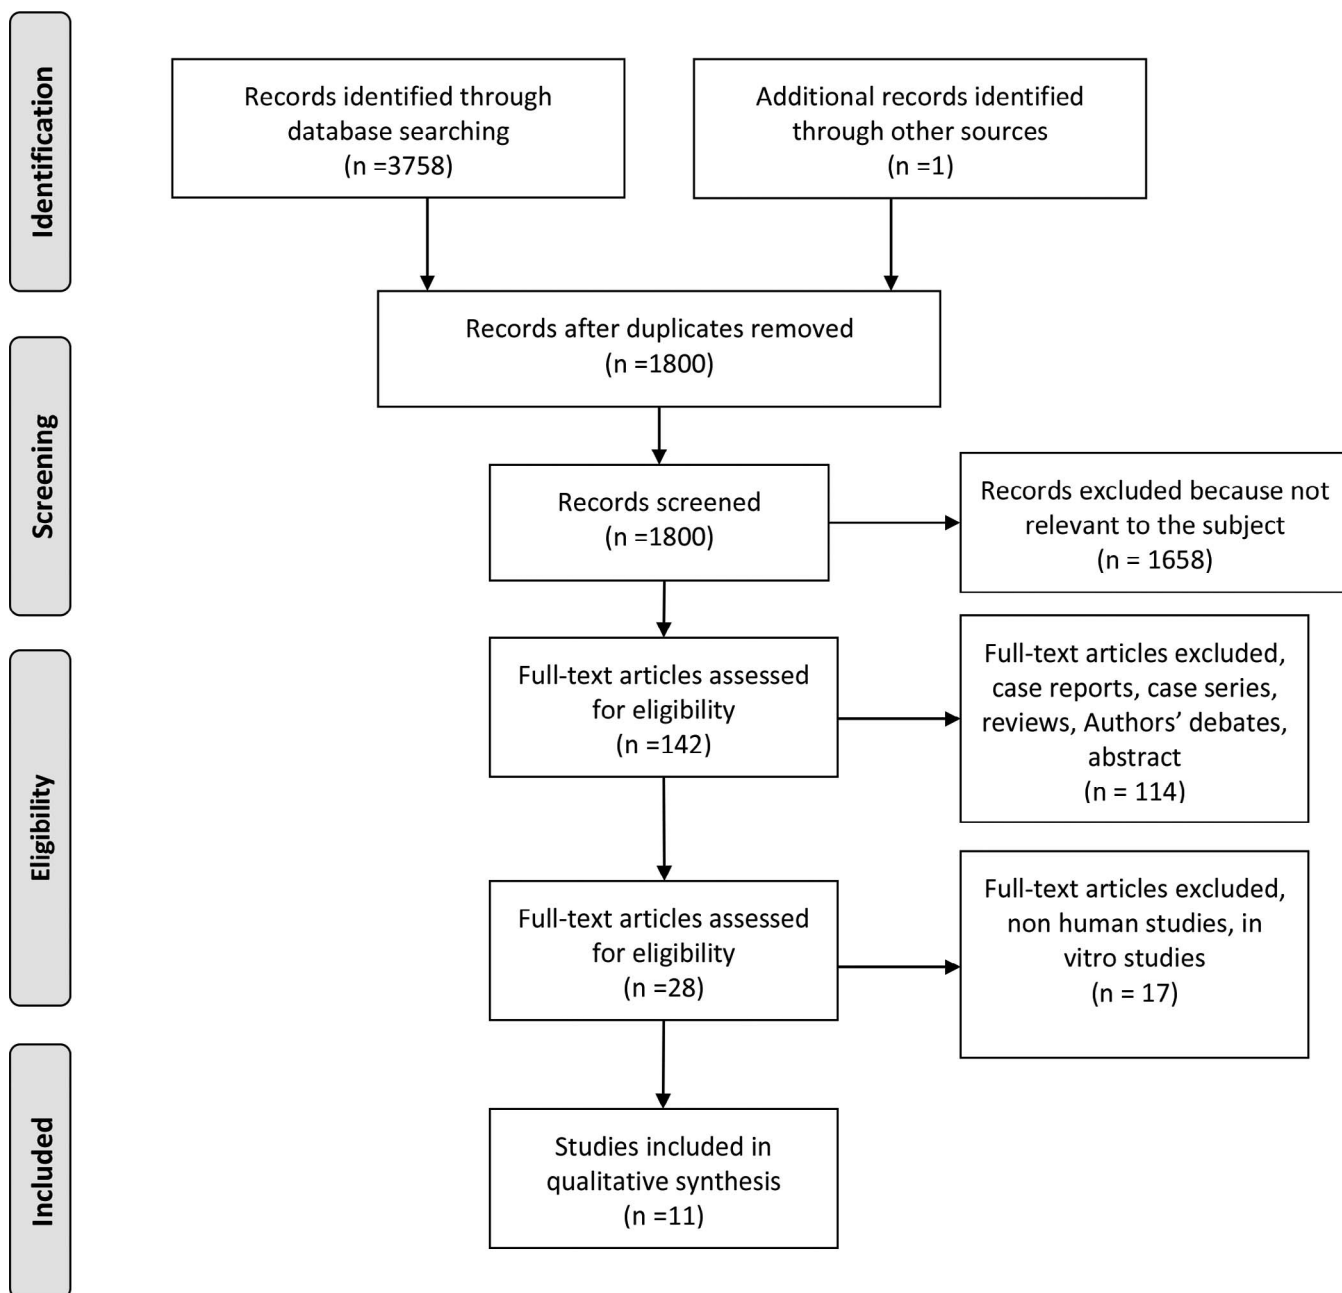 Identification
Records identified through
database searching
(n =3758)
Additional records identified
through other sources
(n =1)
Records after duplicates removed
(n =1800)
Screening
Records screened
(n =1800)
Records excluded because not
relevant to the subject
(n = 1658)
Eligibility
Full-text articles assessed
for eligibility
(n =142)
Full-text articles excluded,
case reports, case series,
reviews, Authors’ debates,
abstract
(n = 114)
Full-text articles assessed
for eligibility
(n =28)
Full-text articles excluded,
non human studies, in
vitro studies
(n = 17)
Included
Studies included in
qualitative synthesis
(n =11)